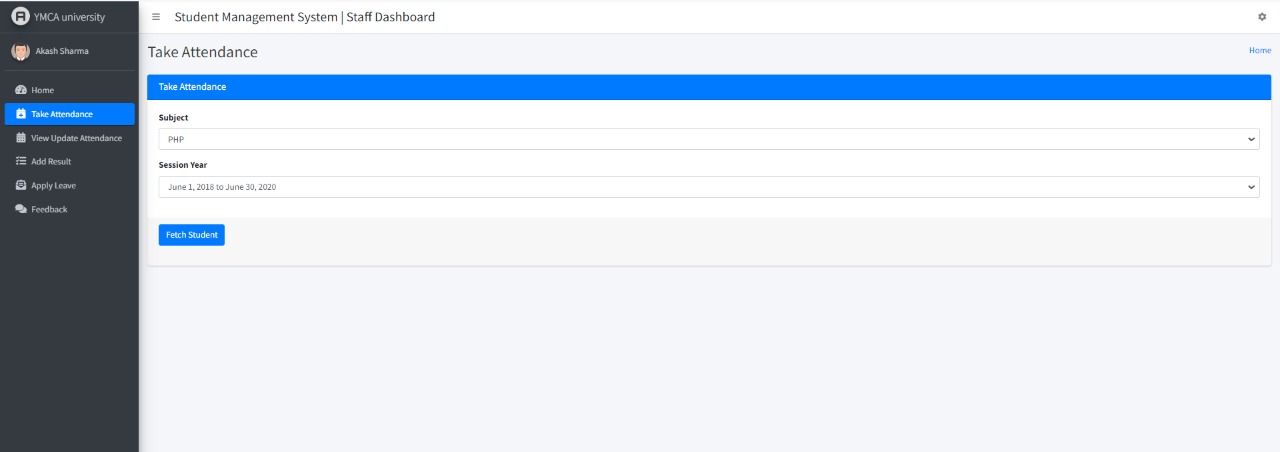 YMCA university
Student Management System | Staff Dashboard
Akash Sharma
Home
Take Attendance
View Update Attendance
Add Result
Apply Leave
Feedback
Take Attendance
Home
Take Attendance
Subject
PHP
Session Year
June 1, 2018 to June 30, 2020
Fetch Student